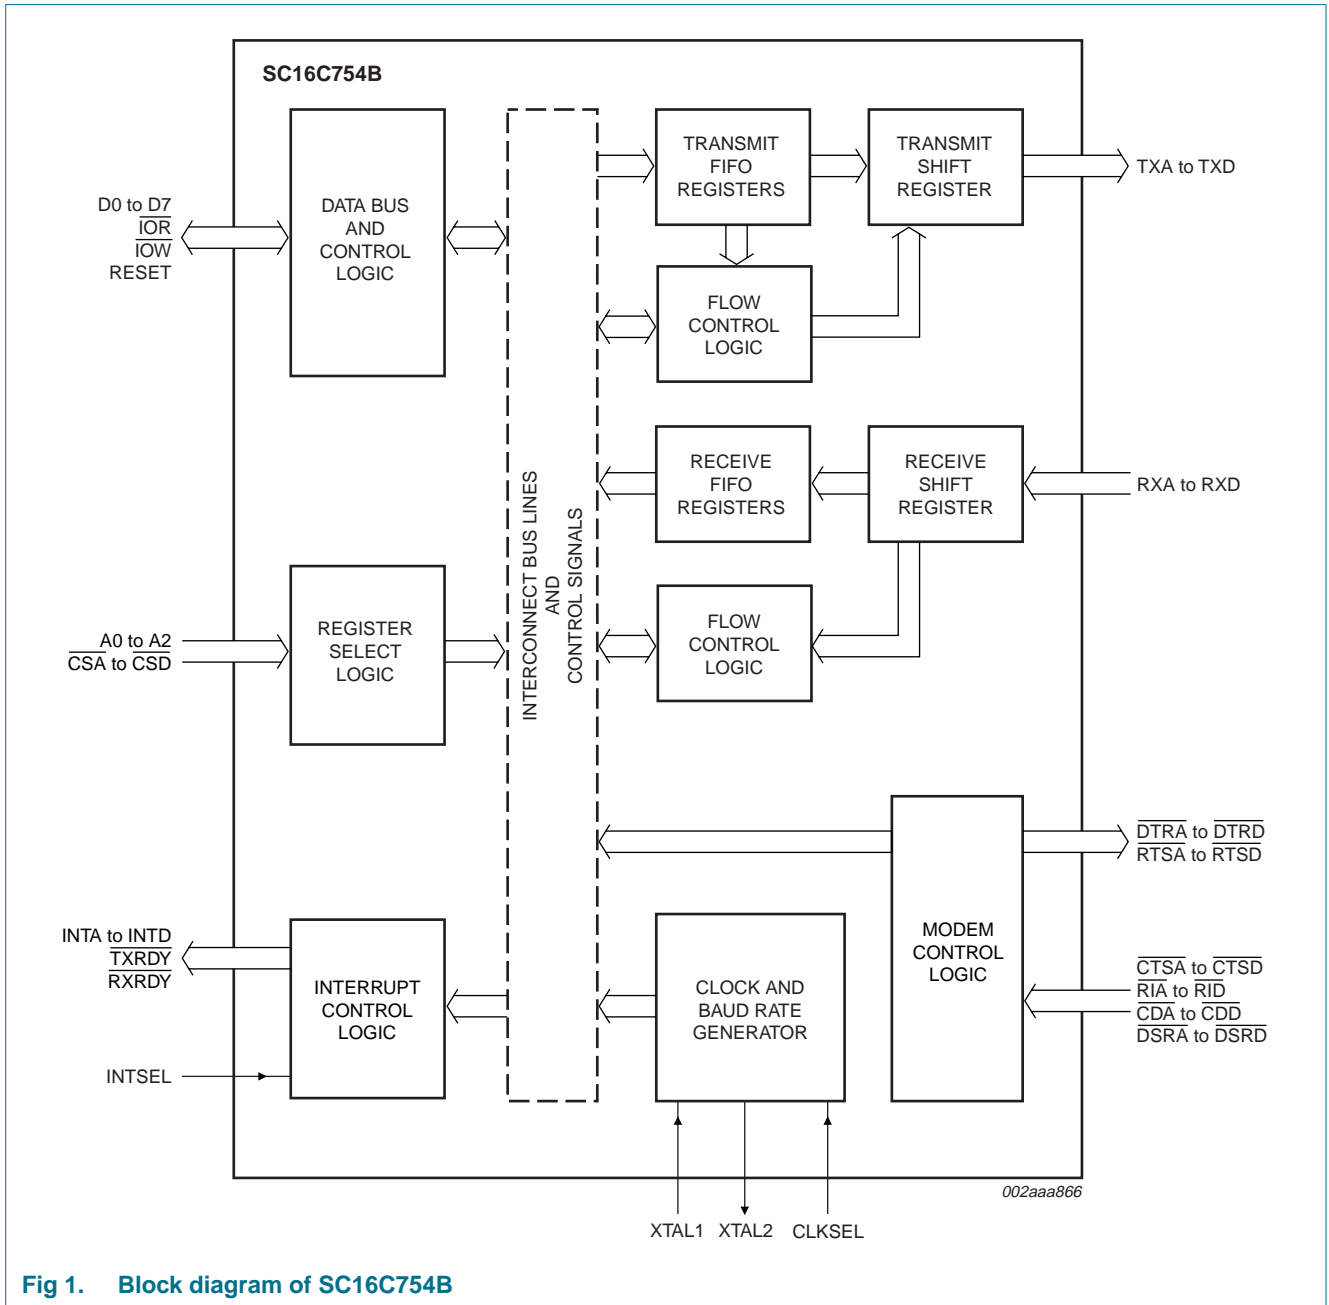 SC16C754B
D0 to D7
IOR
IOW
RESET
DATA BUS
AND
CONTROL
LOGIC
TRANSMIT
FIFO
REGISTERS
TRANSMIT
SHIFT
REGISTER
TXA to TXD
FLOW
CONTROL
LOGIC
INTERCONNECT BUS LINES
AND
CONTROL SIGNALS
RECEIVE
FIFO
REGISTERS
RECEIVE
SHIFT
REGISTER
RXA to RXD
A0 to A2
CSA to CSD
REGISTER
SELECT
LOGIC
FLOW
CONTROL
LOGIC
DTRA to DTRD
RTSA to RTSD
INTA to INTD
TXRDY
RXRDY
INTSEL
INTERRUPT
CONTROL
LOGIC
CLOCK AND
BAUD RATE
GENERATOR
MODEM
CONTROL
LOGIC
CTSA to CTSD
RIA to RID
CDA to CDD
DSRA to DSRD
002aaa866
XTAL1 XTAL2 CLKSEL
Fig 1. Block diagram of SC16C754B